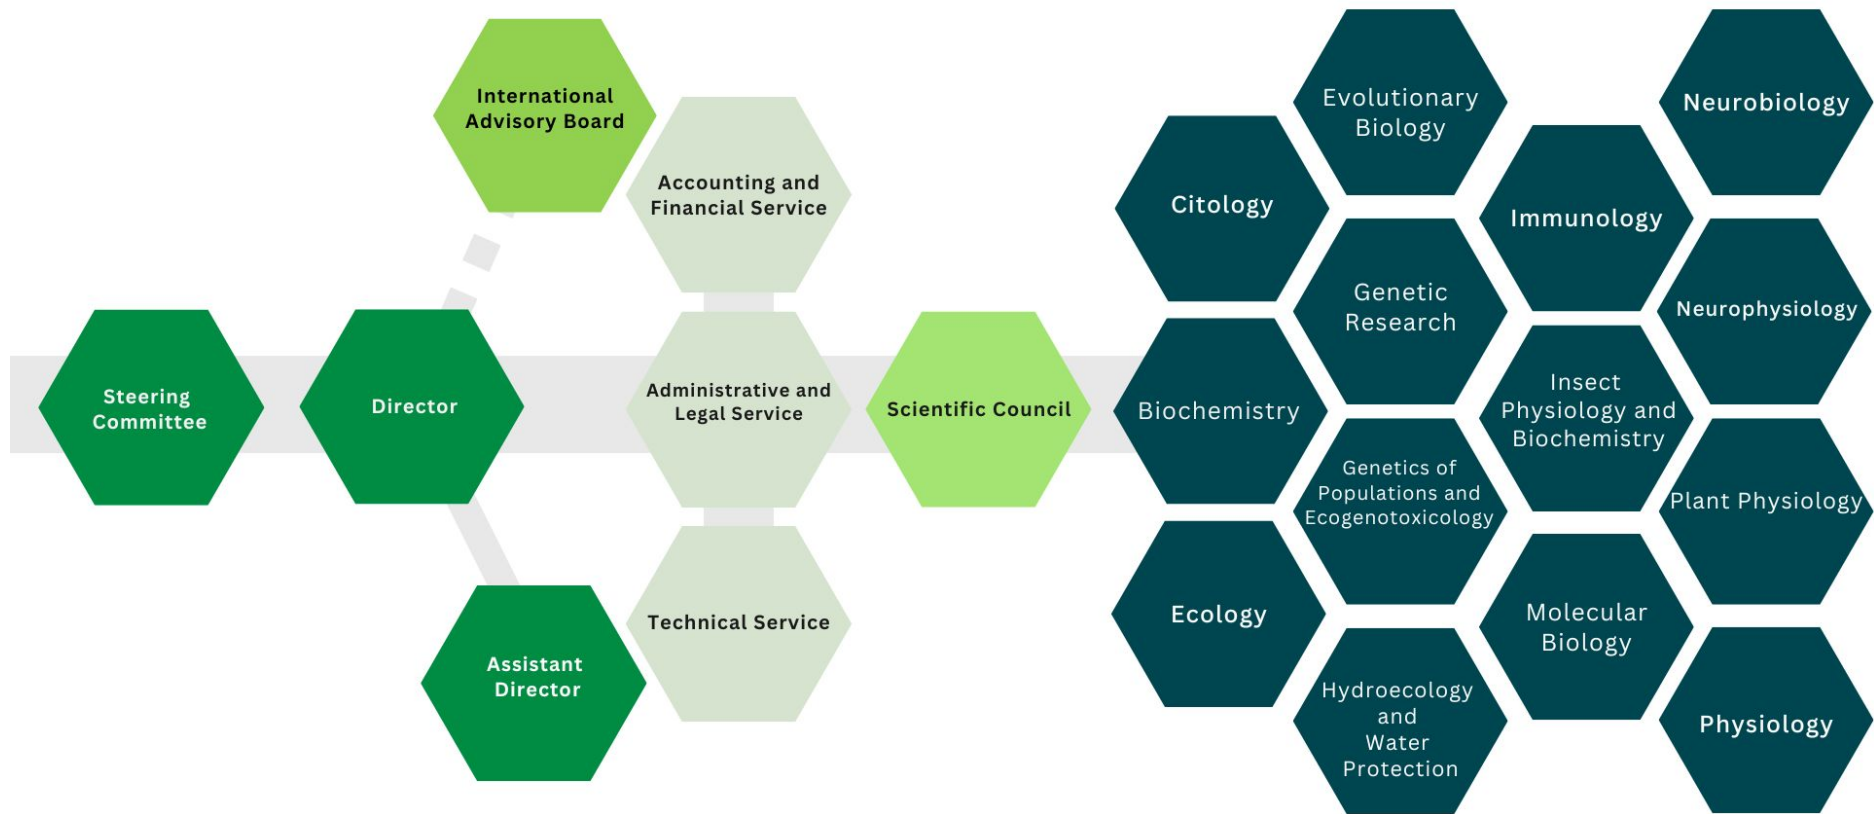 International
Advisory Board
Accounting and
Financial Service
Steering
Committee
Director
Administrative and
Legal Service
Scientific Council
Technical Service
Assistant
Director
Citology
Biochemistry
Ecology
Evolutionary
Biology
Genetic
Research
Genetics of
Populations and
Ecogenotoxicology
Hydroecology
and
Water
Protection
Immunology
Insect
Physiology and
Biochemistry
Molecular
Biology
Neurobiology
Neurophysiology
Plant Physiology
Physiology